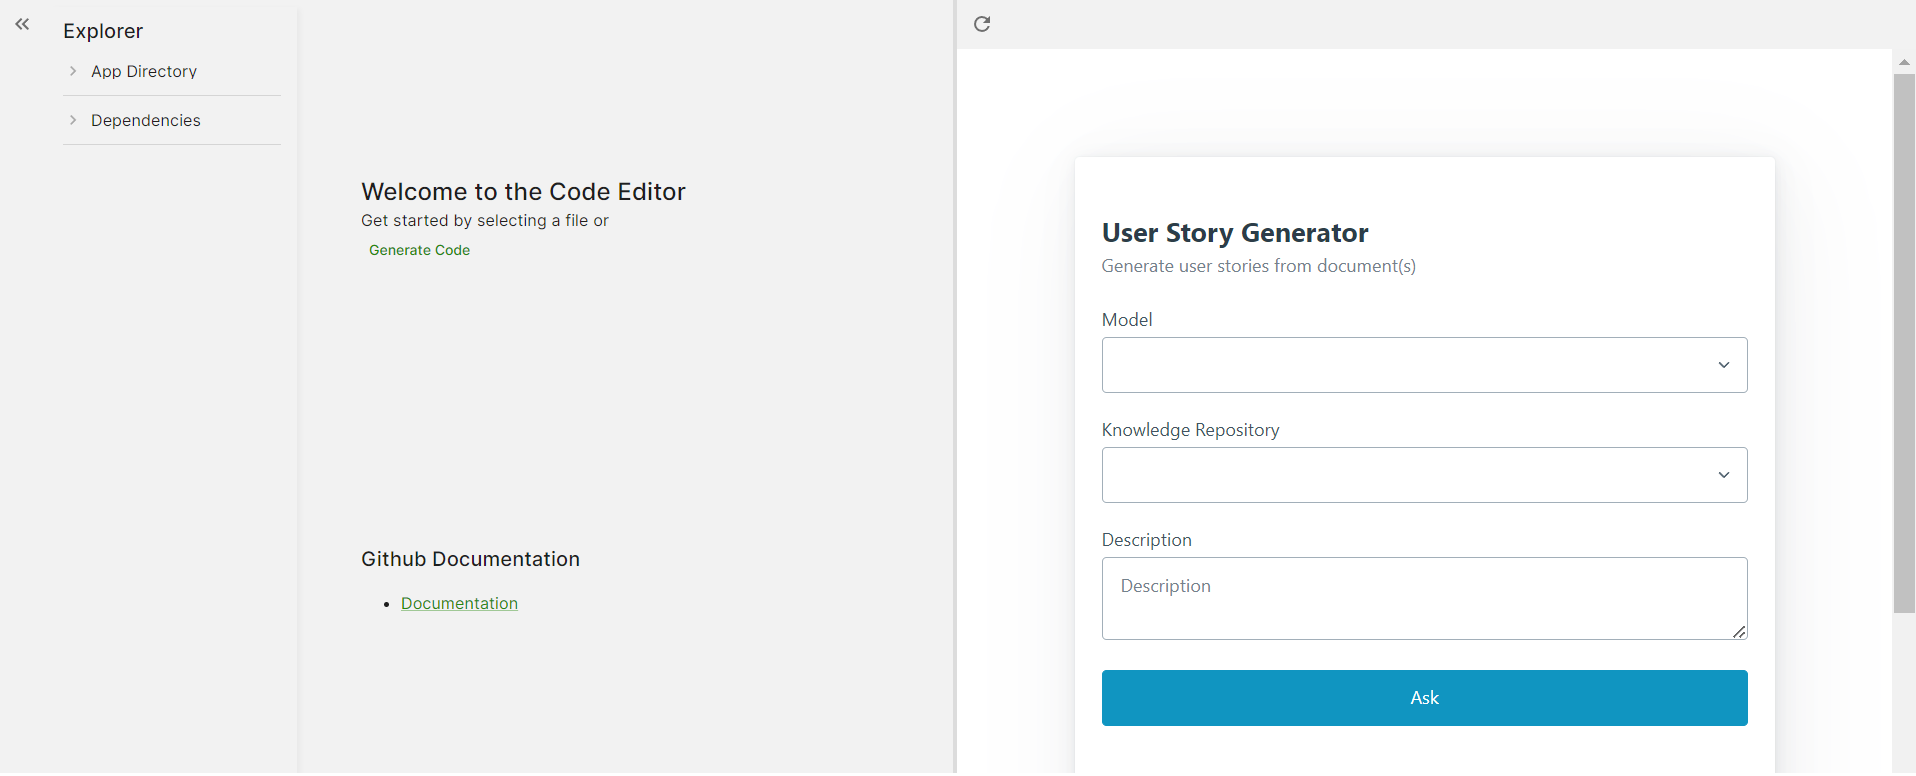 Explorer
App Directory
Dependencies
Welcome to the Code Editor
Get started by selecting a file or
Generate Code
Github Documentation
Documentation
User Story Generator
Generate user stories from document(s)
Model
Knowledge Repository
Description
Description
Ask